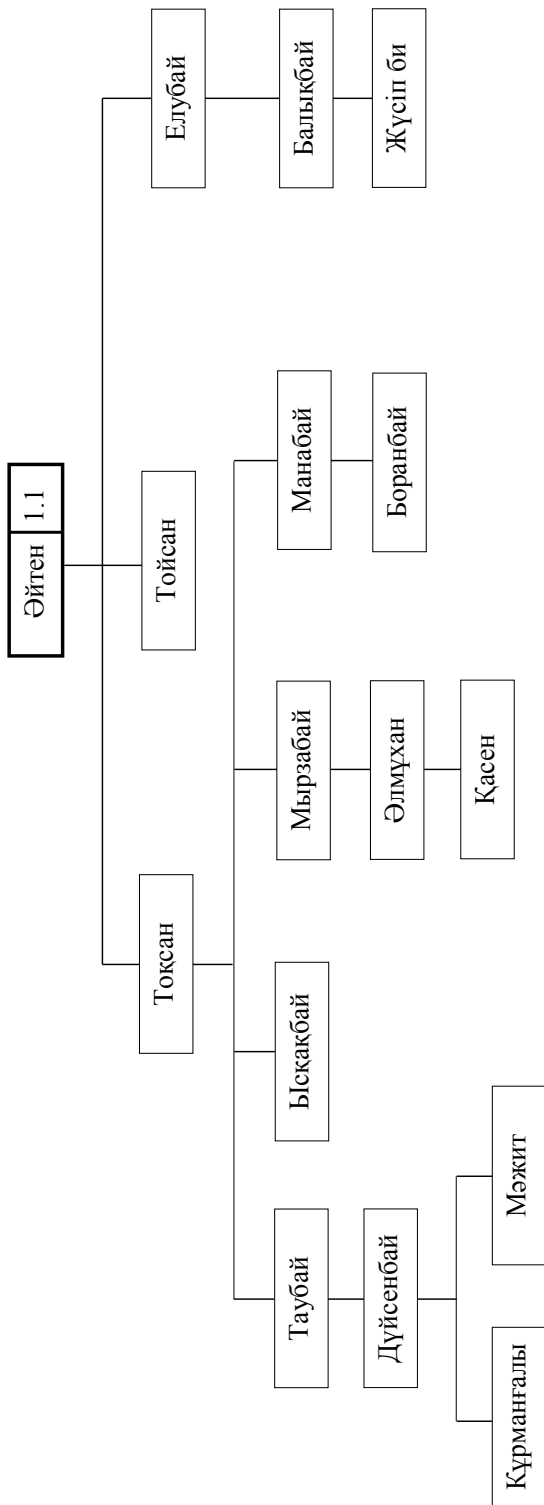 Әйтен 1.1
Тоқсан
Тойсан
Елубай
Таубай
Ысқақбай
Мырзабай
Манабай
Балықбай
Дүйсенбай
Әлмұхан
Боранбай
Жүсіп би
Құрманғалы
Мәжит
Қасен